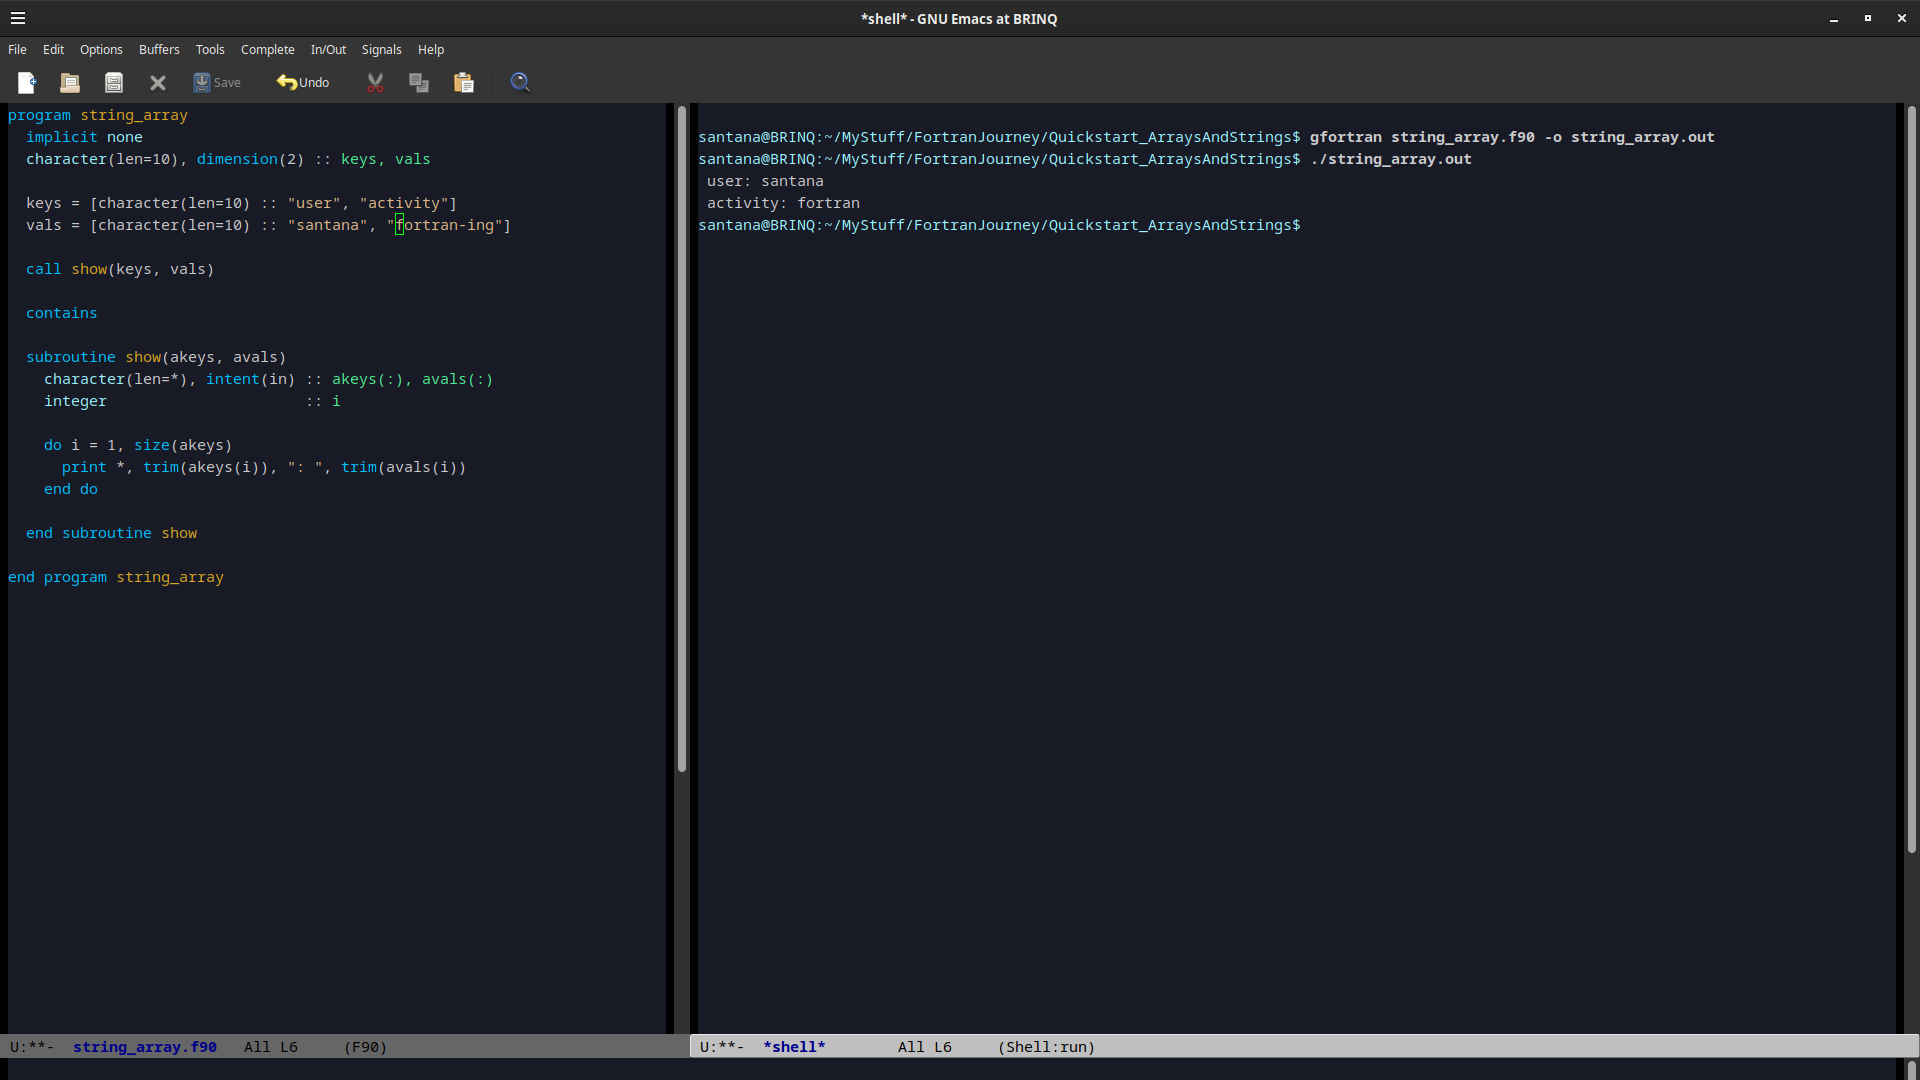 *shell* - GNU Emacs at BRINQ
File Edit Options Buffers Tools Complete In/Out Signals Help
Save Undo
program string_array
  implicit none
  character(len=10), dimension(2) :: keys, vals
  keys = [character(len=10) :: "user", "activity"]
  vals = [character(len=10) :: "santana", "fortran-ing"]
  call show(keys, vals)
  contains
  subroutine show(akeys, avals)
    character(len=*), intent(in) :: akeys(:), avals(:)
    integer                      :: i
    do i = 1, size(akeys)
      print *, trim(akeys(i)), ": ", trim(avals(i))
    end do
  end subroutine show
end program string_array
U:**-  string_array.f90   All L6     (F90)
santana@BRINQ:~/MyStuff/FortranJourney/Quickstart_ArraysAndStrings$ gfortran string_array.f90 -o string_array.out
santana@BRINQ:~/MyStuff/FortranJourney/Quickstart_ArraysAndStrings$ ./string_array.out
 user: santana
 activity: fortran
santana@BRINQ:~/MyStuff/FortranJourney/Quickstart_ArraysAndStrings$
U:**-  *shell*        All L6     (Shell:run)